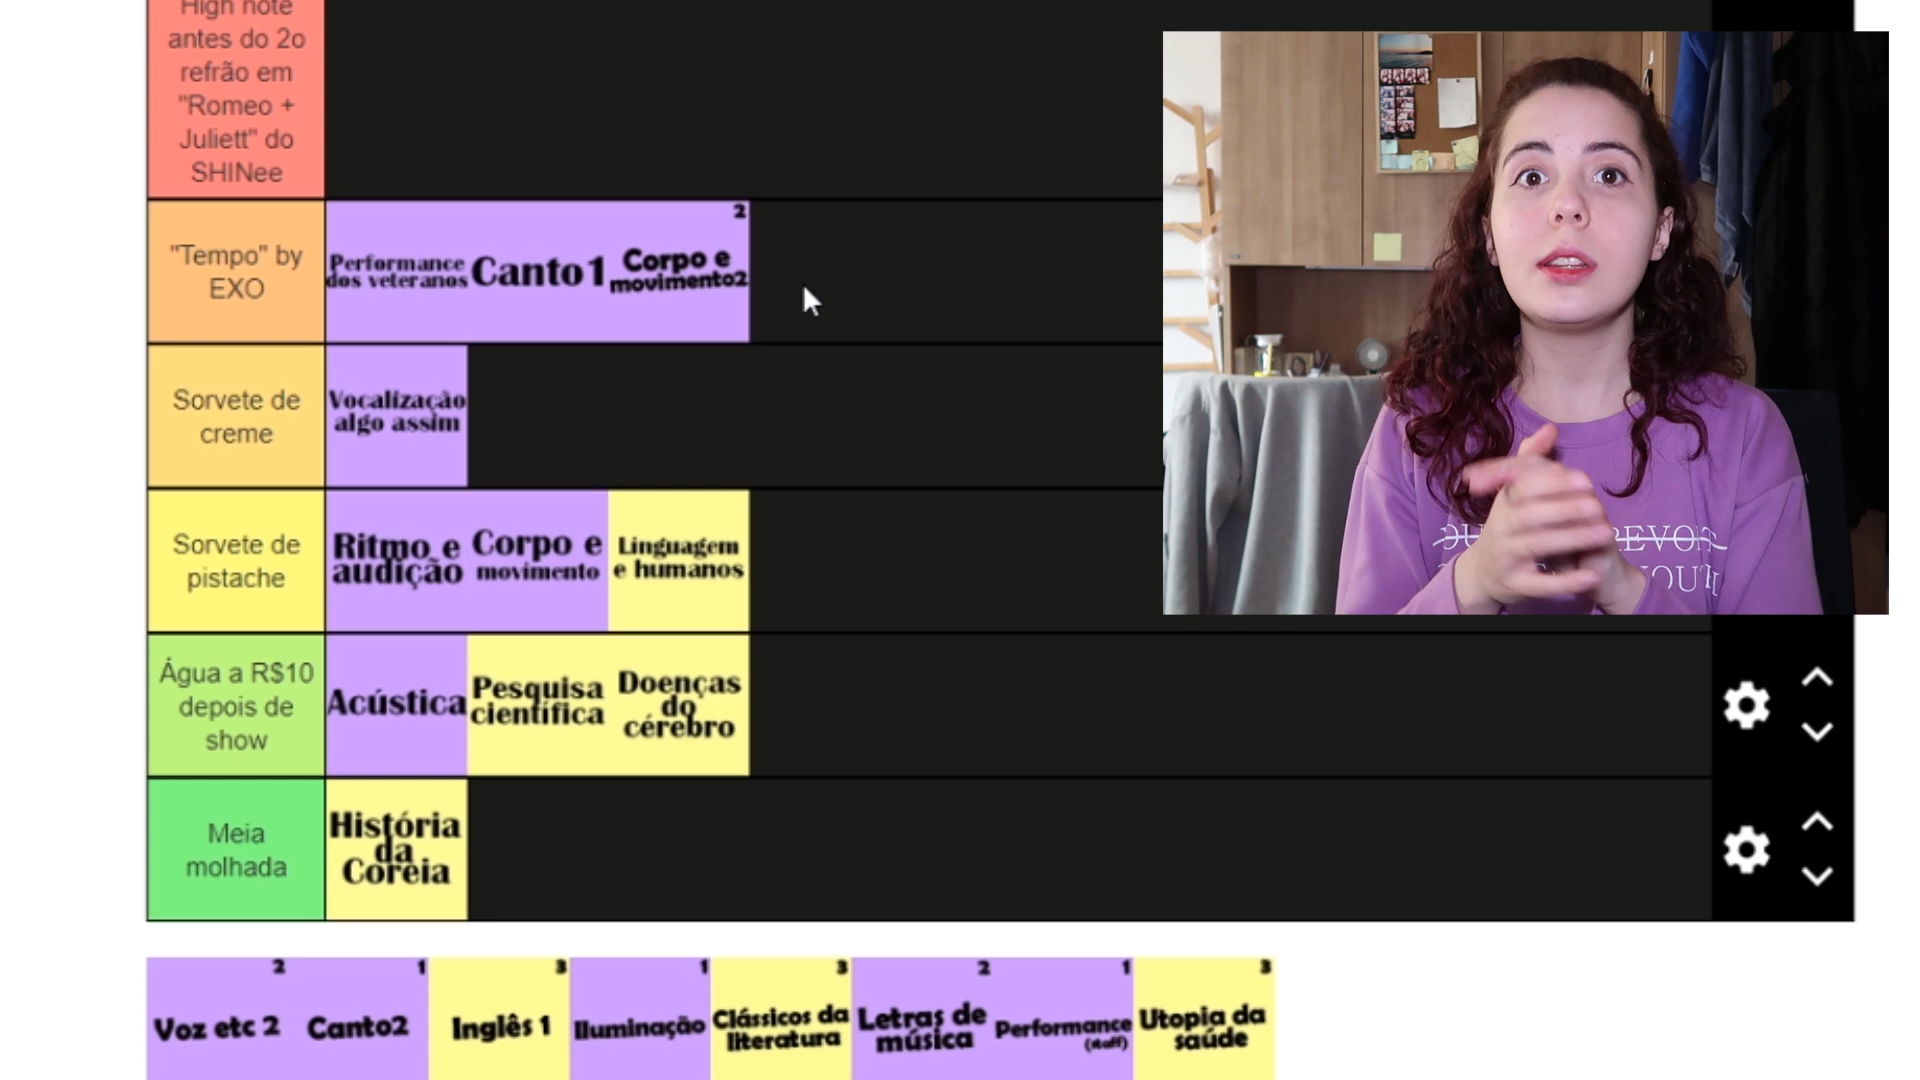 High note
antes do 2o
refrão em
"Romeo +
Juliett" do
SHINee
"Tempo" by
EXO
Performance
dos veteranos
Canto 1
2
Corpo e
movimento2
Sorvete de
creme
Vocalização
algo assim
Sorvete de
pistache
Ritmo e
audição
Corpo e
movimento
Linguagem
e humanos
Água a R$10
depois de
show
Acústica
Pesquisa
científica
Doenças
do
cérebro
Meia
molhada
História
da
Coreia
2
Voz etc 2
1
Canto2
3
Inglês 1
1
Iluminação
3
Clássicos da
literatura
2
Letras de
música
1
Performance
(staff)
3
Utopia da
saúde